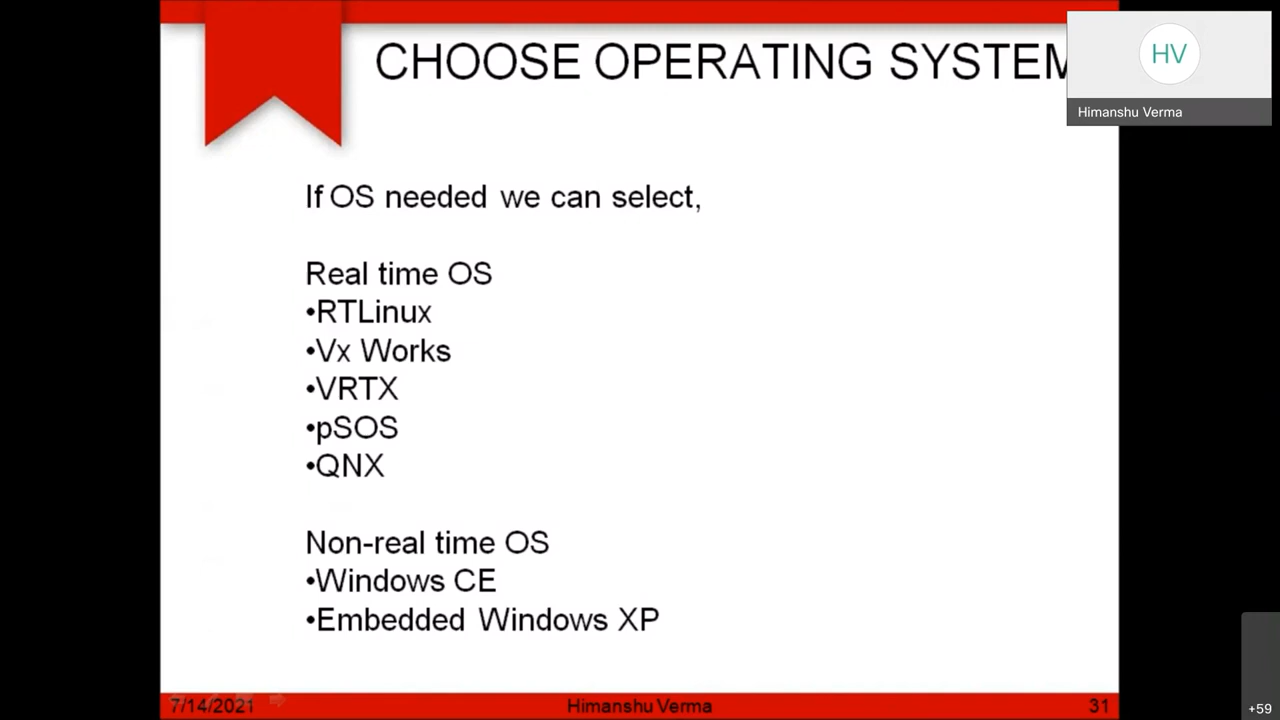 CHOOSE OPERATING SYSTEM
HV
Himanshu Verma
If OS needed we can select,
Real time OS
•RTLinux
•Vx Works
•VRTX
•pSOS
•QNX
Non-real time OS
•Windows CE
•Embedded Windows XP
7/14/2021
Himanshu Verma
31
+59